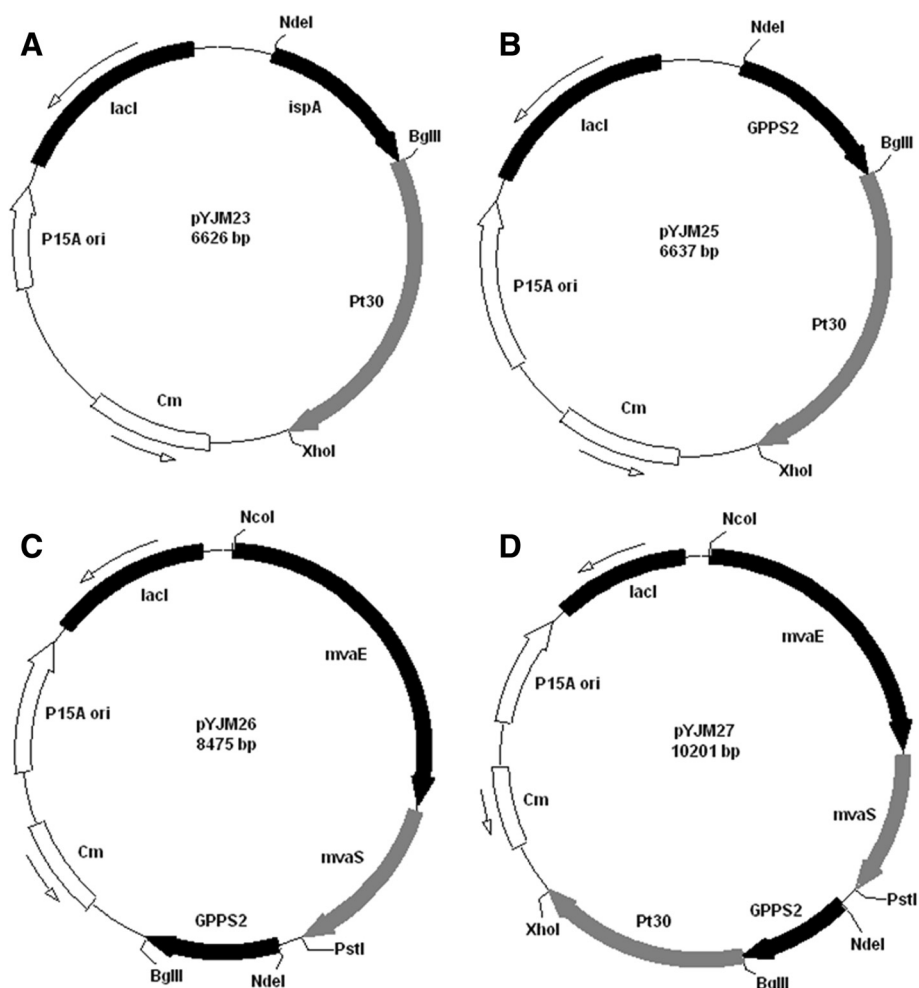 A
NdeI
lacI
ispA
BglII
pYJM23
6626 bp
P15A ori
Pt30
Cm
XhoI
B
NdeI
lacI
GPPS2
BglII
pYJM25
6637 bp
P15A ori
Pt30
Cm
XhoI
C
NcoI
lacI
mvaE
P15A ori
pYJM26
8475 bp
Cm
mvaS
GPPS2
PstI
BglII
NdeI
D
NcoI
lacI
mvaE
P15A ori
pYJM27
10201 bp
Cm
mvaS
GPPS2
PstI
Pt30
NdeI
XhoI
BglII